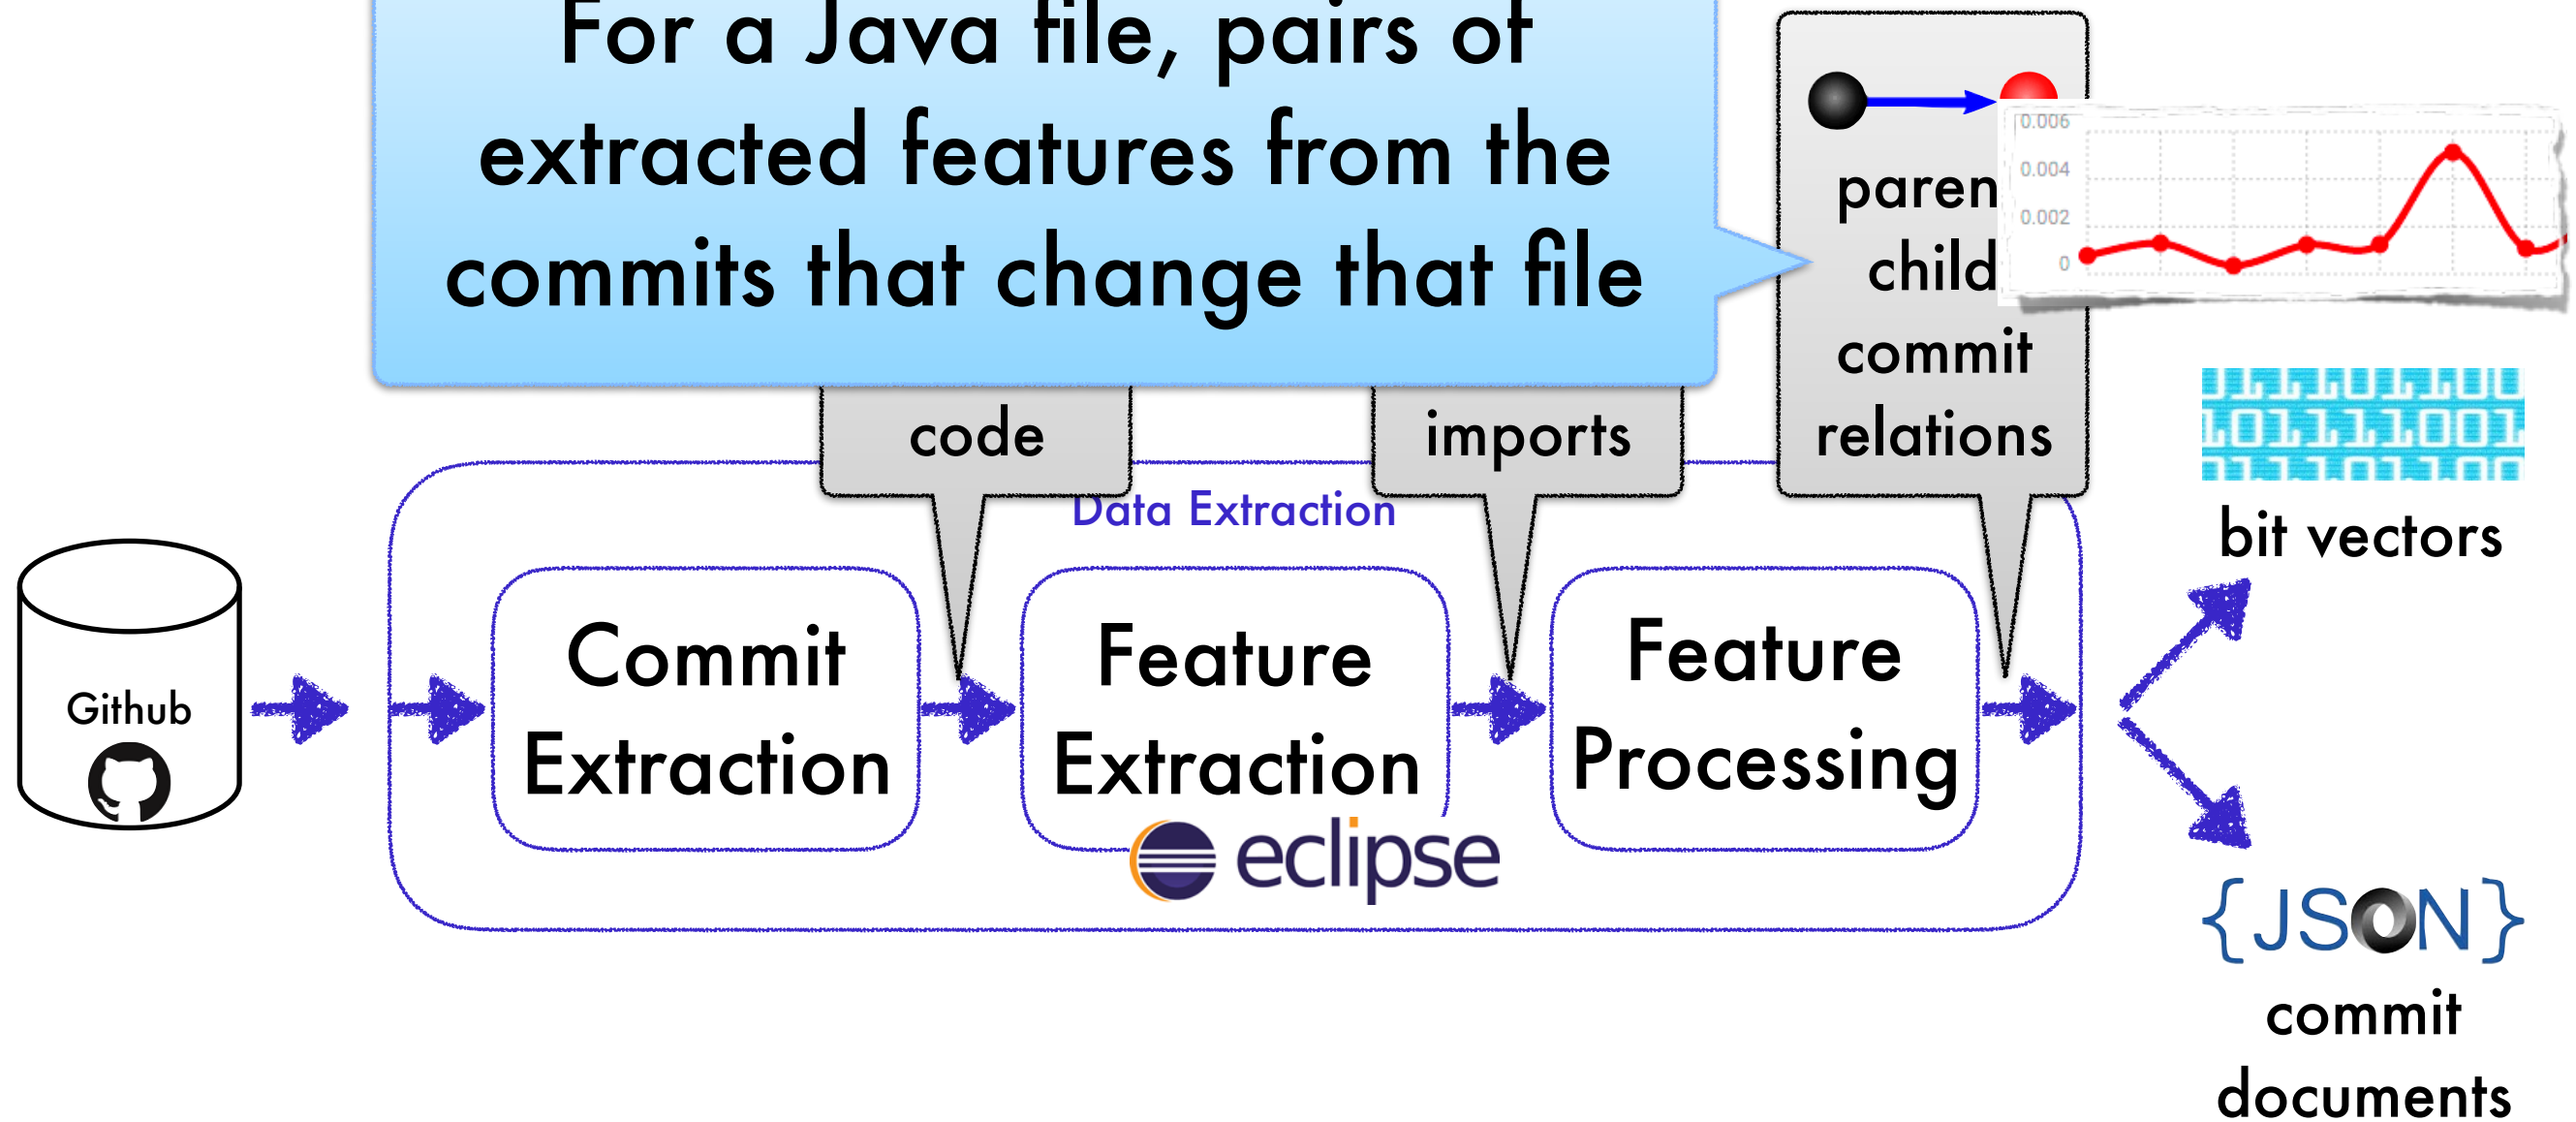 For a Java file, pairs of
extracted features from the
commits that change that file
child
commit
relations
0.006
0.004
0.002
0
code
imports
bit vectors
Data Extraction
Github
Commit
Extraction
Feature
Extraction
eclipse
Feature
Processing
{JSON}
commit
documents